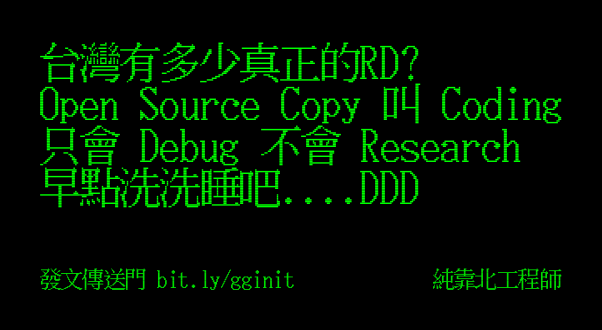 台灣有多少真正的RD?
Open Source Copy 叫 Coding
只會 Debug 不會 Research
早點洗洗睡吧....DDD
發文傳送門 bit.ly/gginit 純靠北工程師